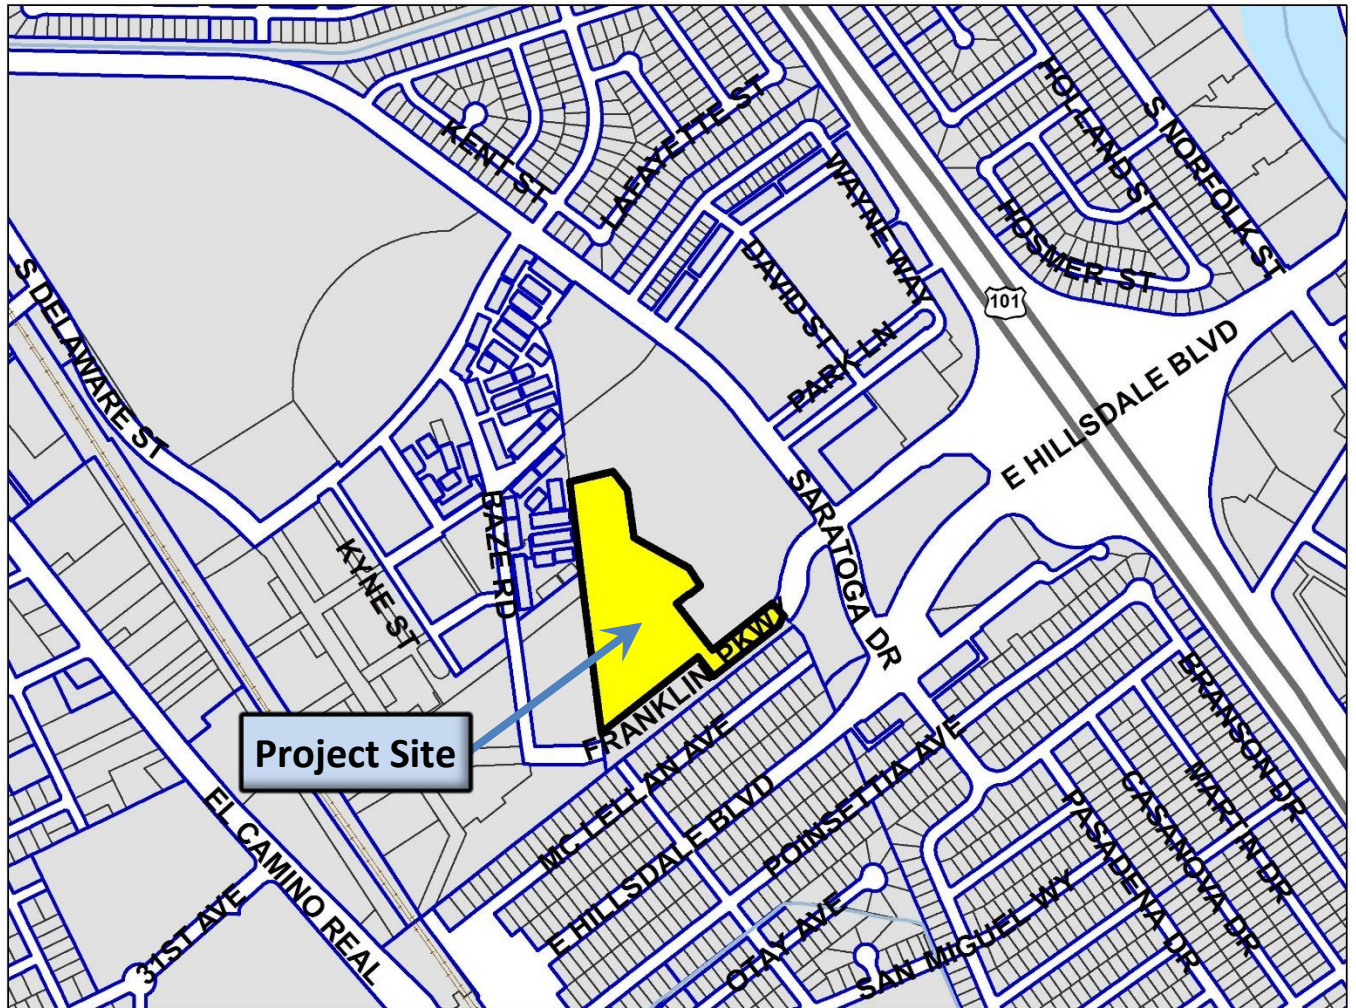 KENT ST
LAFAYETTE ST
HOLLAND ST
S NORFOLK ST
WAYNE WAY
HOSMER ST
DAVID ST
S DELAWARE ST
101
PARK LN
E HILLSDALE BLVD
SARATOGA DR
BAZE RD
KYNE ST
FRANKLIN PKWY
Project Site
MC LELLAN AVE
BRANSON DR
EL CAMINO REAL
E HILLSDALE BLVD
POINSETTIA AVE
MARTIN DR
CASANOVA DR
PASADENA DR
31ST AVE
OTAY AVE
SAN MIGUEL WY